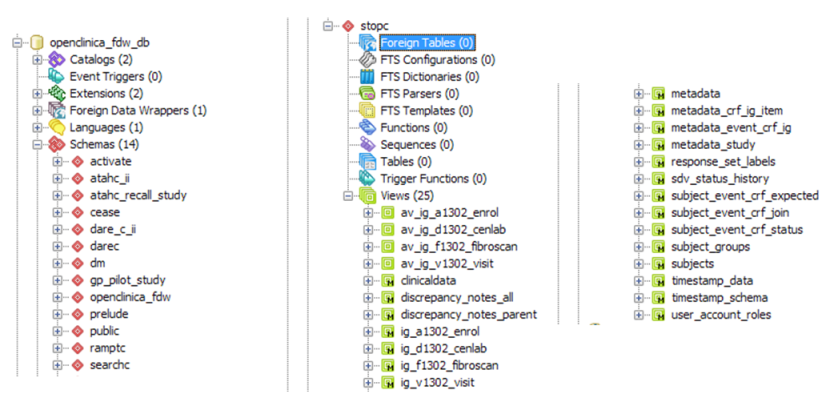 openclinica_fdw_db
Catalogs (2)
Event Triggers (0)
Extensions (2)
Foreign Data Wrappers (1)
Languages (1)
Schemas (14)
activate
atahc_ii
atahc_recall_study
cease
dare_c_ii
darec
dm
gp_pilot_study
openclinica_fdw
prelude
public
ramptc
searchc
stopc
Foreign Tables (0)
FTS Configurations (0)
FTS Dictionaries (0)
FTS Parsers (0)
FTS Templates (0)
Functions (0)
Sequences (0)
Tables (0)
Trigger Functions (0)
Views (25)
av_ig_a1302_enrol
av_ig_d1302_cenlab
av_ig_f1302_fibroscan
av_ig_v1302_visit
clinicaldata
discrepancy_notes_all
discrepancy_notes_parent
ig_a1302_enrol
ig_d1302_cenlab
ig_f1302_fibroscan
ig_v1302_visit
metadata
metadata_crf_ig_item
metadata_event_crf_ig
metadata_study
response_set_labels
sdv_status_history
subject_event_crf_expected
subject_event_crf_join
subject_event_crf_status
subject_groups
subjects
timestamp_data
timestamp_schema
user_account_roles